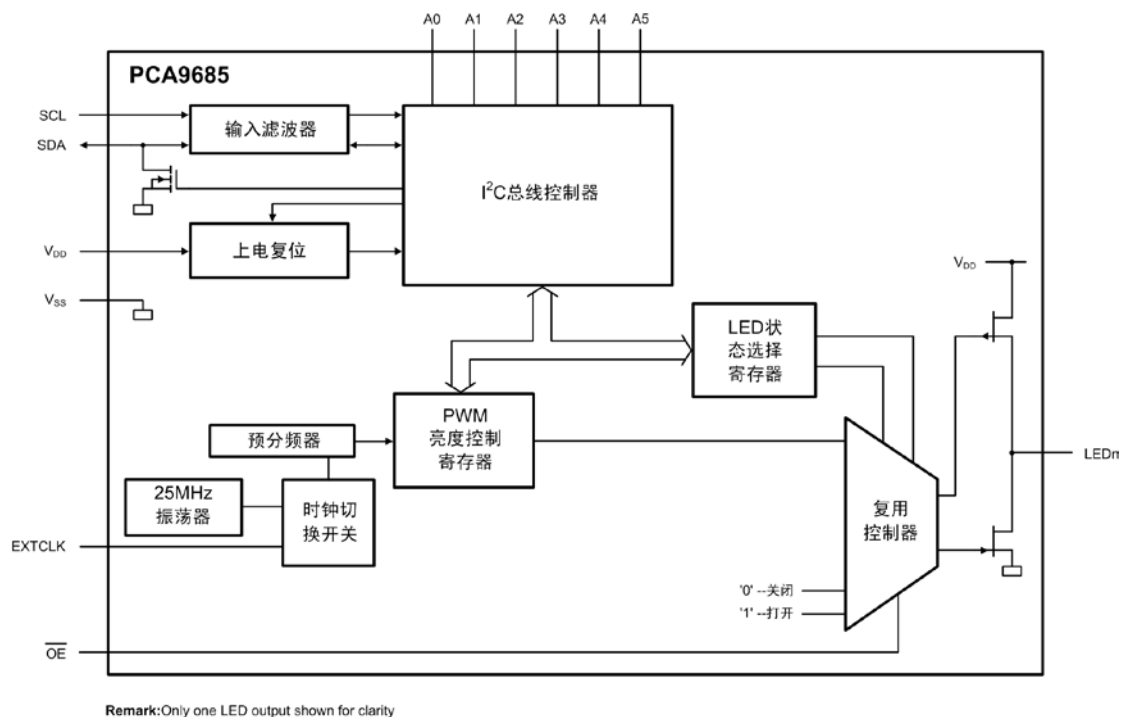 A0 A1 A2 A3 A4 A5
PCA9685
SCL
输入滤波器
SDA
I²C总线控制器
上电复位
V_DD
V_DD
V_SS
LED状
态选择
寄存器
PWM
亮度控制
寄存器
预分频器
LEDn
25MHz
振荡器
时钟切
换开关
复用
控制器
EXTCLK
'0' --关闭
'1' --打开
OE
Remark:Only one LED output shown for clarity